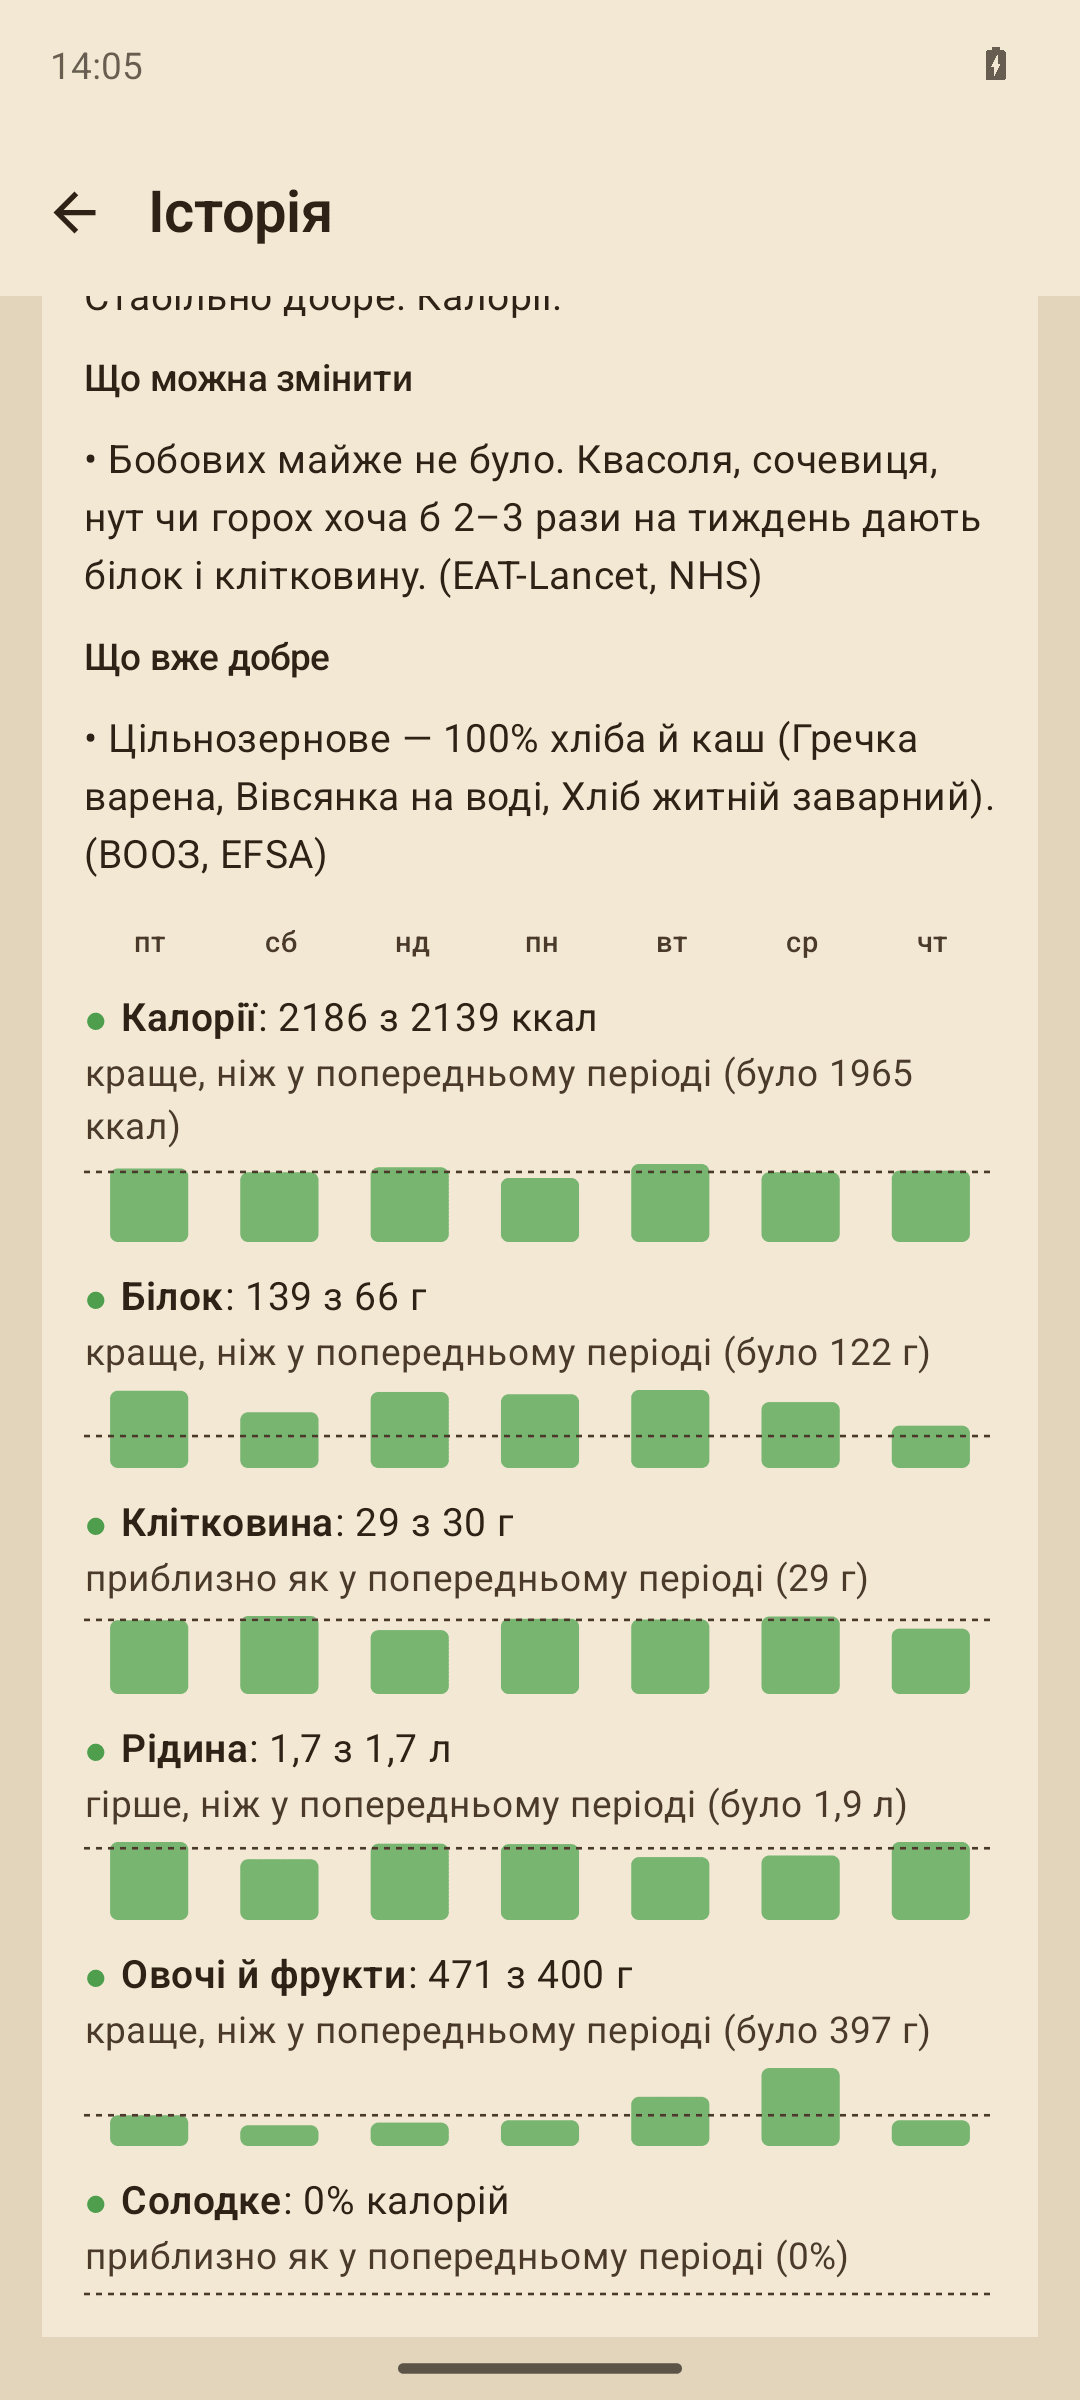 14:05
Історія
Стабільно добре: Калорії.
Що можна змінити
• Бобових майже не було. Квасоля, сочевиця,
нут чи горох хоча б 2–3 рази на тиждень дають
білок і клітковину. (EAT-Lancet, NHS)
Що вже добре
• Цільнозернове — 100% хліба й каш (Гречка
варена, Вівсянка на воді, Хліб житній заварний).
(ВООЗ, EFSA)
пт сб нд пн вт ср чт
Калорії: 2186 з 2139 ккал
краще, ніж у попередньому періоді (було 1965
ккал)
Білок: 139 з 66 г
краще, ніж у попередньому періоді (було 122 г)
Клітковина: 29 з 30 г
приблизно як у попередньому періоді (29 г)
Рідина: 1,7 з 1,7 л
гірше, ніж у попередньому періоді (було 1,9 л)
Овочі й фрукти: 471 з 400 г
краще, ніж у попередньому періоді (було 397 г)
Солодке: 0% калорій
приблизно як у попередньому періоді (0%)